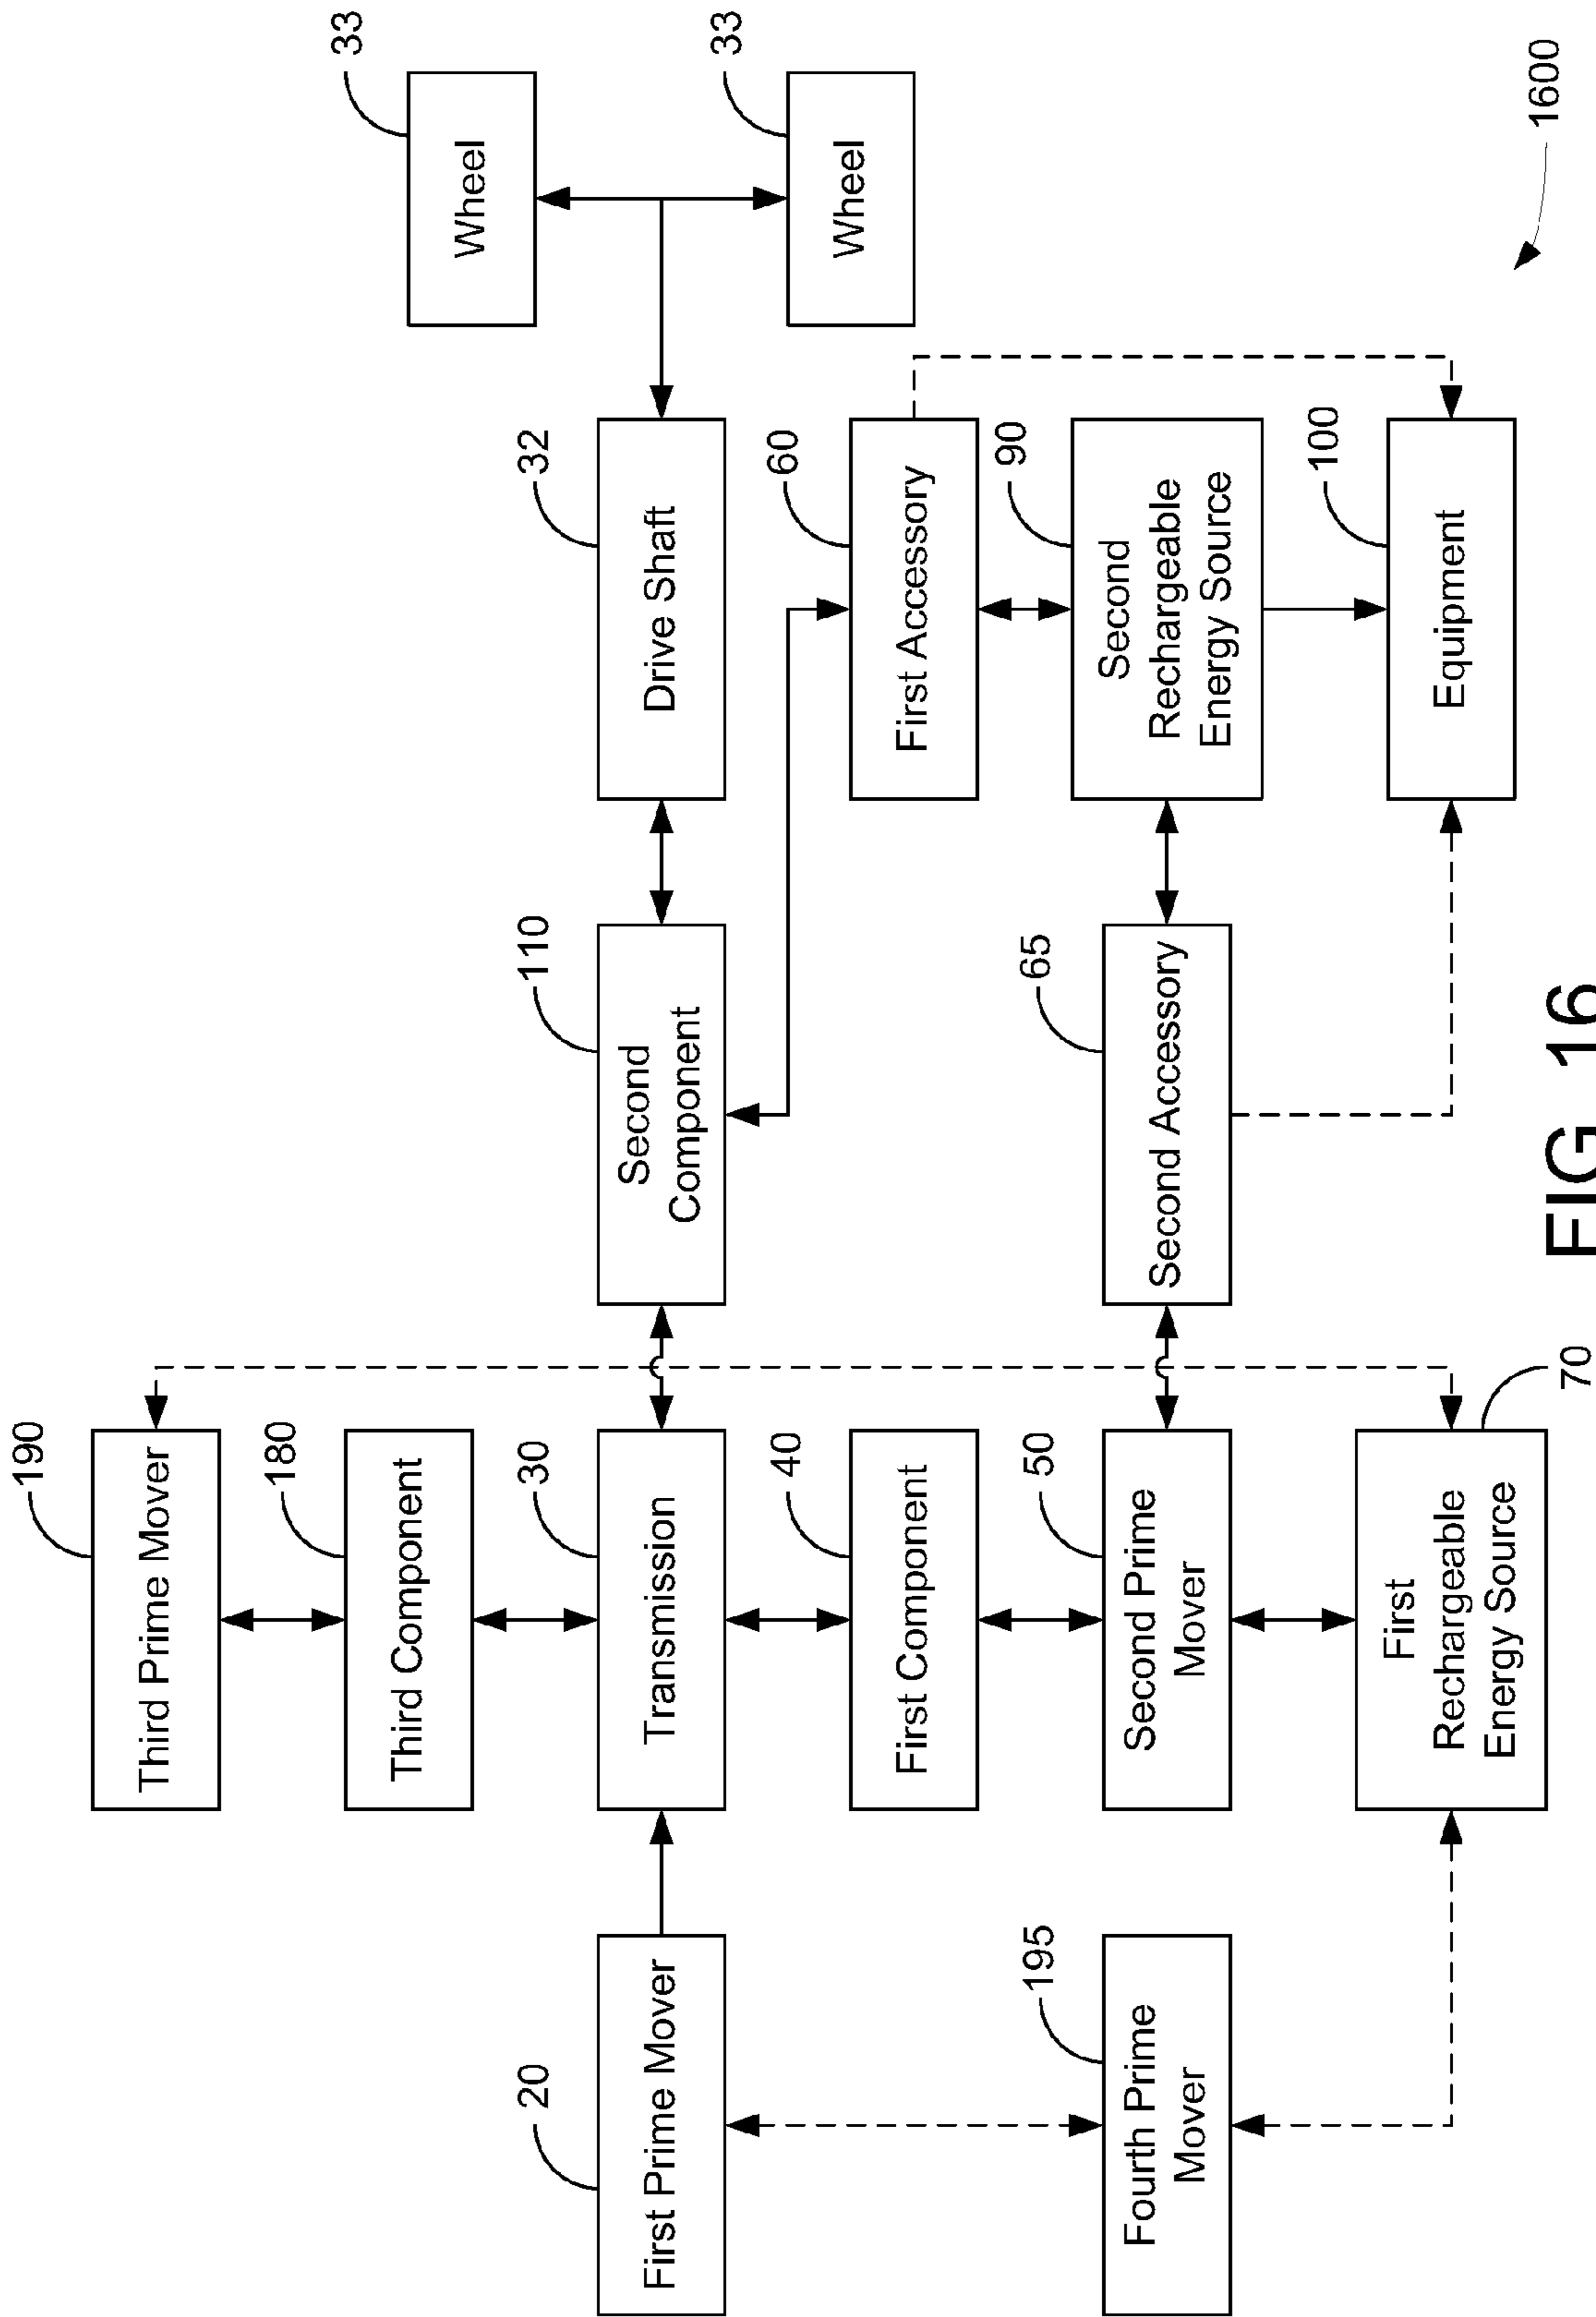 190
Third Prime Mover
180
33
Third Component
Wheel
20
30
110
32
First Prime Mover
Transmission
Second
Component
Drive Shaft
33
40
60
Wheel
First Component
First Accessory
195
50
65
90
Fourth Prime
Mover
Second Prime
Mover
Second Accessory
Second
Rechargeable
Energy Source
100
First
Rechargeable
Energy Source
Equipment
70
1600
FIG 16